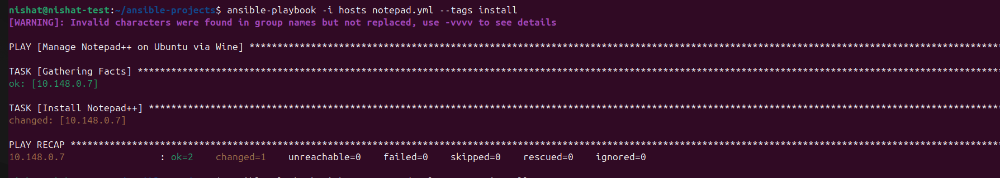 nishat@nishat-test:~/ansible-projects$ ansible-playbook -i hosts notepad.yml --tags install
[WARNING]: Invalid characters were found in group names but not replaced, use -vvvv to see details
PLAY [Manage Notepad++ on Ubuntu via Wine] ***************************************************************************************************************************************
TASK [Gathering Facts] ***********************************************************************************************************************************************************
ok: [10.148.0.7]
TASK [Install Notepad++] *********************************************************************************************************************************************************
changed: [10.148.0.7]
PLAY RECAP ***********************************************************************************************************************************************************************
10.148.0.7                 : ok=2    changed=1    unreachable=0    failed=0    skipped=0    rescued=0    ignored=0